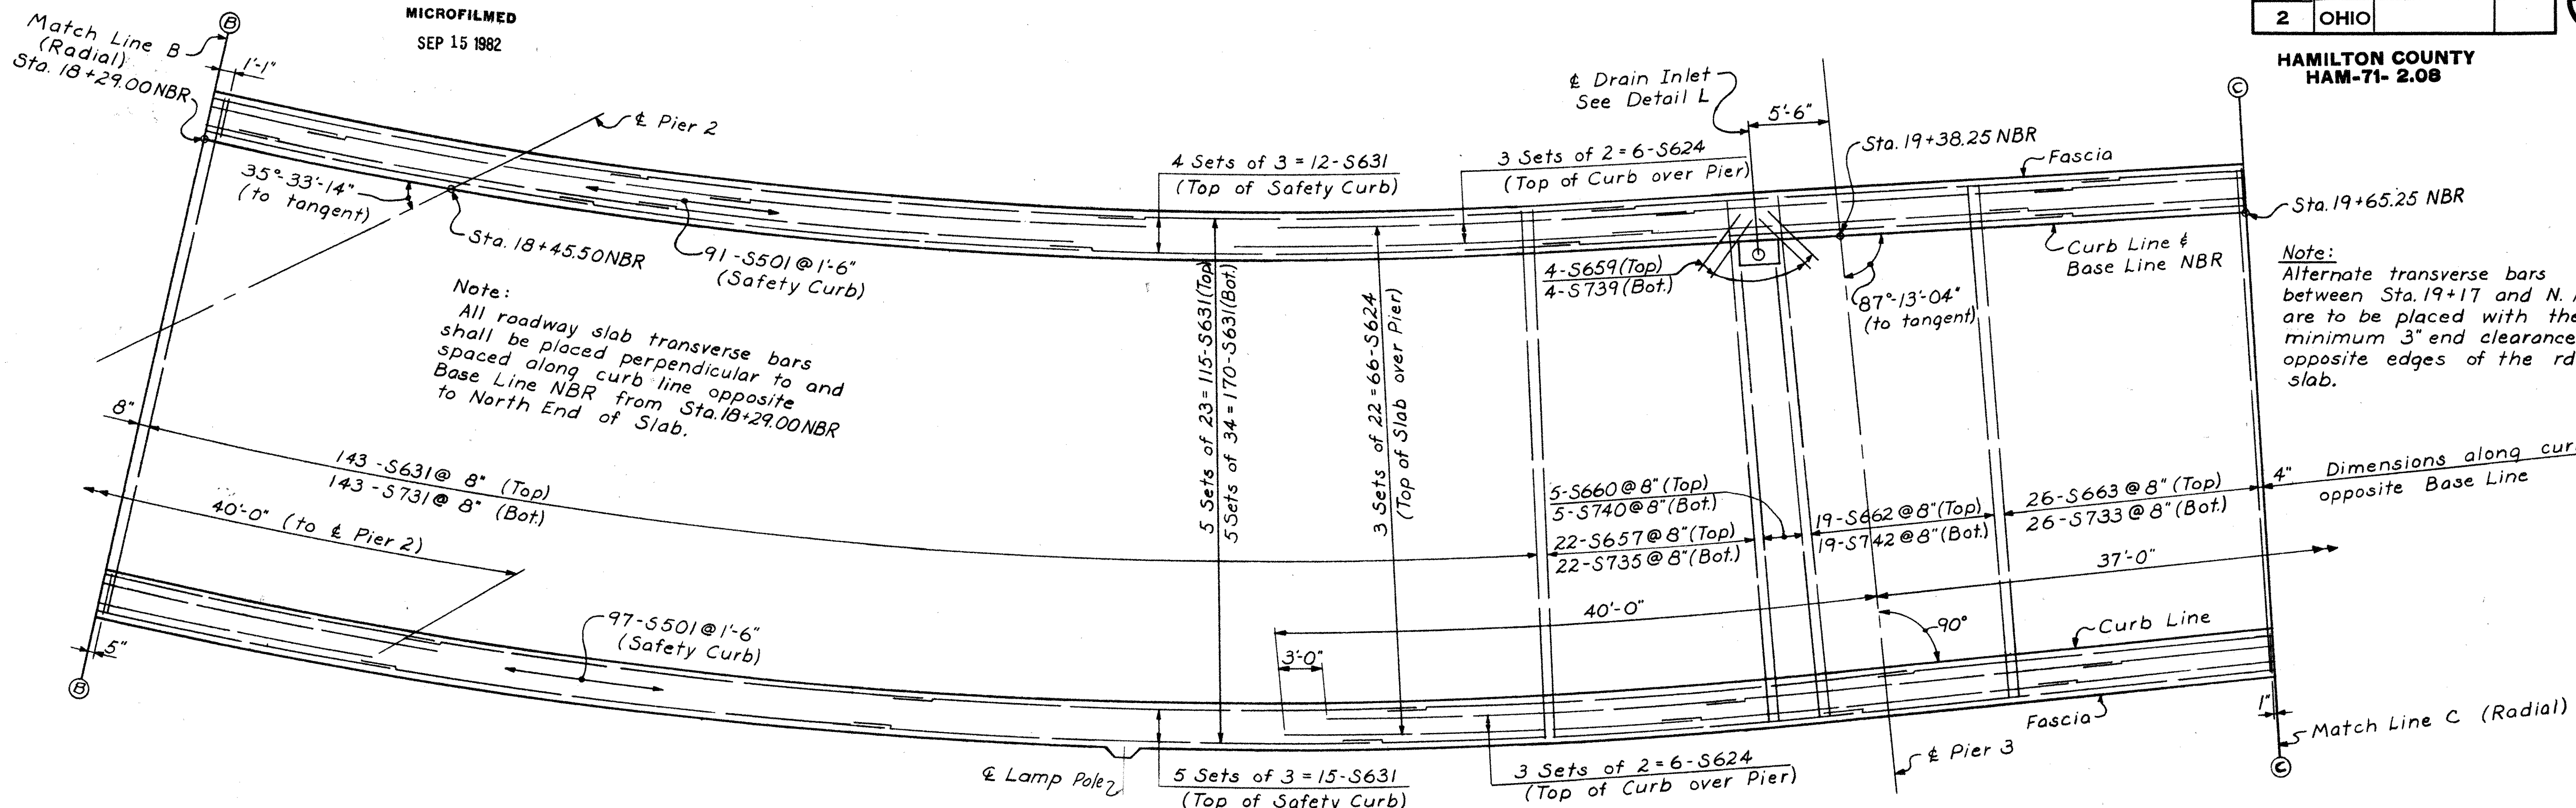 MICROFILMED
SEP 15 1982
2 OHIO
HAMILTON COUNTY
HAM-71-2.08
B
Match Line B
(Radial)
Sta. 18+29.00 NBR
1'-1"
℄ Pier 2
35°-33'-14"
(to tangent)
Sta. 18+45.50 NBR
91-S501 @ 1'-6"
(Safety Curb)
4 Sets of 3 = 12-S631
(Top of Safety Curb)
3 Sets of 2 = 6-S624
(Top of Curb over Pier)
℄ Drain Inlet
See Detail L
5'-6"
Sta. 19+38.25 NBR
Fascia
C
Sta. 19+65.25 NBR
Curb Line &
Base Line NBR
4-S659 (Top)
4-S739 (Bot.)
87°-13'-04"
(to tangent)
Note:
Alternate transverse bars
between Sta. 19+17 and N.
are to be placed with the
minimum 3" end clearance
opposite edges of the
slab.
Note:
All roadway slab transverse bars
shall be placed perpendicular to and
spaced along curb line opposite
Base Line NBR from Sta. 18+29.00 NBR
to North End of Slab.
8"
143-S631 @ 8" (Top)
143-S731 @ 8" (Bot.)
40'-0" (to ℄ Pier 2)
5 Sets of 23 = 115-S631 (Top)
5 Sets of 34 = 170-S631 (Bot.)
3 Sets of 22 = 66-S624
(Top of Slab over Pier)
5-S660 @ 8" (Top)
5-S740 @ 8" (Bot.)
22-S657 @ 8" (Top)
22-S735 @ 8" (Bot.)
19-S662 @ 8" (Top)
19-S742 @ 8" (Bot.)
26-S663 @ 8" (Top)
26-S733 @ 8" (Bot.)
4" Dimensions along
opposite Base Line
37'-0"
40'-0"
3'-0"
90°
Curb Line
97-S501 @ 1'-6"
(Safety Curb)
5"
B
℄ Lamp Pole
5 Sets of 3 = 15-S631
(Top of Safety Curb)
3 Sets of 2 = 6-S624
(Top of Curb over Pier)
℄ Pier 3
Fascia
1"
Match Line C (Radial)
C